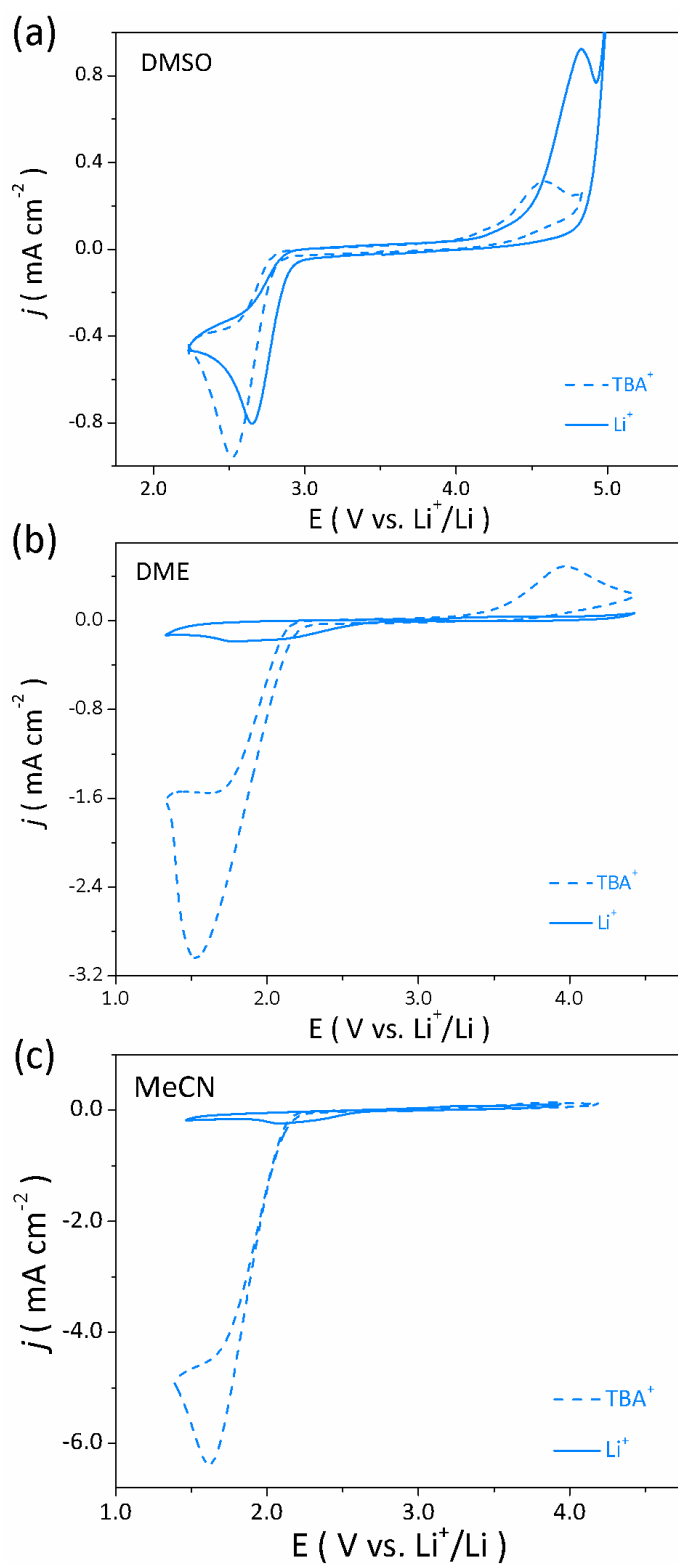 (a)
DMSO
0.8
0.4
0.0
-0.4
-0.8
j ( mA cm⁻²)
TBA⁺
Li⁺
2.0 3.0 4.0 5.0
E ( V vs. Li⁺/Li )
(b)
DME
0.0
-0.8
-1.6
-2.4
-3.2
j ( mA cm⁻²)
TBA⁺
Li⁺
1.0 2.0 3.0 4.0
E ( V vs. Li⁺/Li )
(c)
MeCN
0.0
-2.0
-4.0
-6.0
j ( mA cm⁻²)
TBA⁺
Li⁺
1.0 2.0 3.0 4.0
E ( V vs. Li⁺/Li )